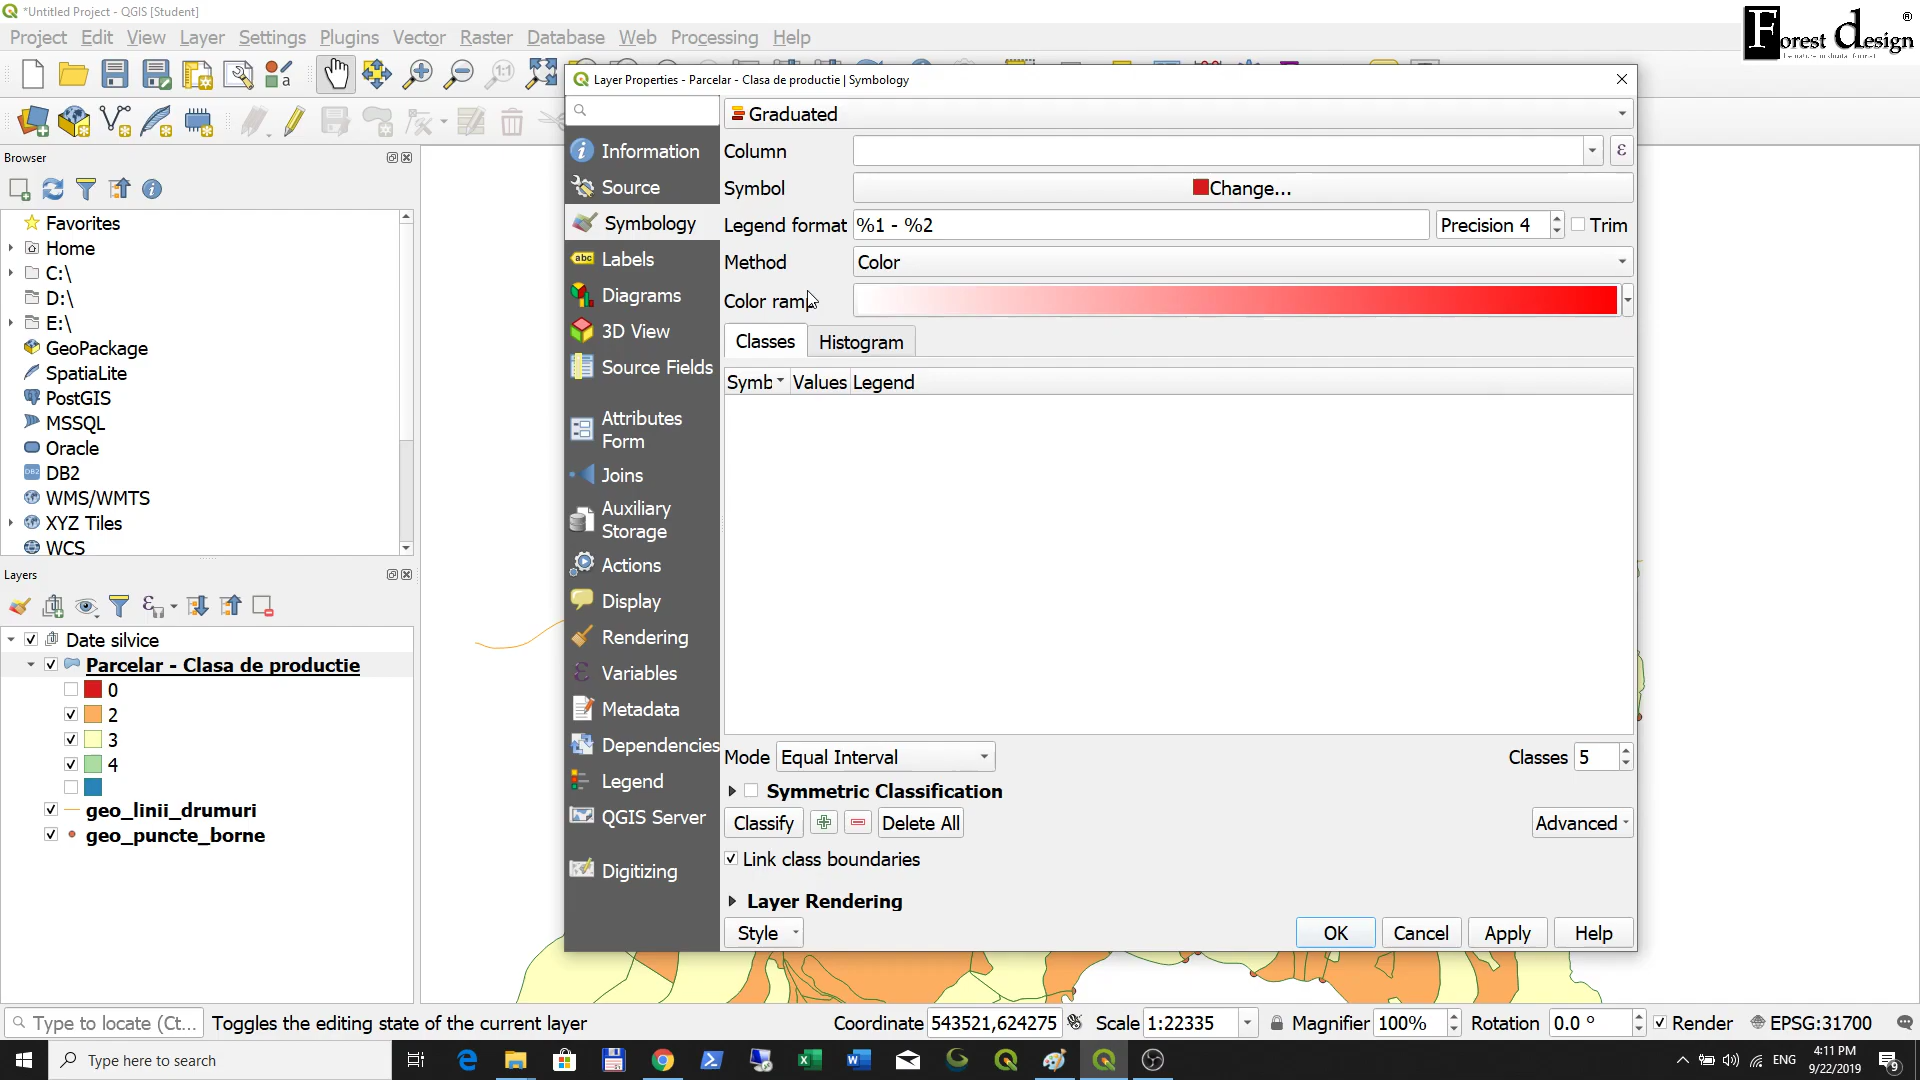 *Untitled Project - QGIS [Student]
Forest design ®
Project Edit View Layer Settings Plugins Vector Raster Database Web Processing Help
Layer Properties - Parcelar - Clasa de productie | Symbology
Graduated
Information
Source
Symbology
Labels
Diagrams
3D View
Source Fields
Attributes
Form
Joins
Auxiliary
Storage
Actions
Display
Rendering
Variables
Metadata
Dependencies
Legend
QGIS Server
Digitizing
Column ε
Symbol Change...
Legend format %1 - %2 Precision 4 Trim
Method Color
Color ramp
Classes Histogram
Symb Values Legend
Mode Equal Interval Classes 5
Symmetric Classification
Classify Delete All Advanced
Link class boundaries
Layer Rendering
Style OK Cancel Apply Help
Browser
Favorites
Home
C:\
D:\
E:\
GeoPackage
SpatiaLite
PostGIS
MSSQL
Oracle
DB2
WMS/WMTS
XYZ Tiles
WCS
Layers
Date silvice
Parcelar - Clasa de productie
0
2
3
4
geo_linii_drumuri
geo_puncte_borne
Type to locate (Ct... Toggles the editing state of the current layer Coordinate 543521,624275 Scale 1:22335 Magnifier 100% Rotation 0.0 ° Render EPSG:31700
Type here to search ENG 4:11 PM
9/22/2019 9